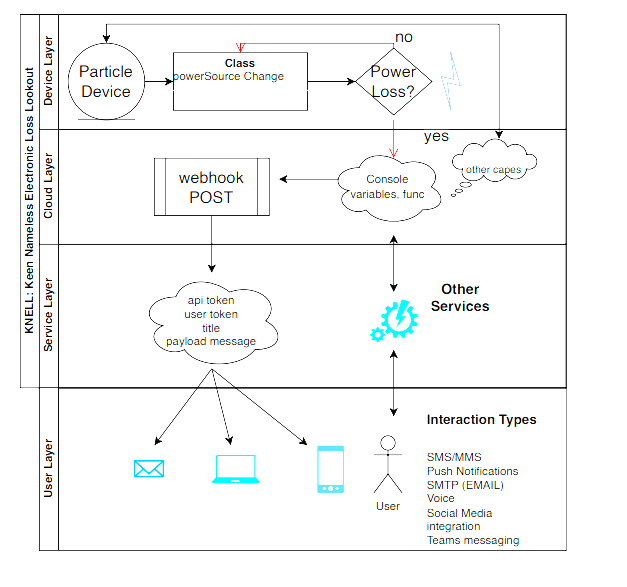 KNELL: Keen Nameless Electronic Loss Lookout
Device Layer
Particle
Device
Class
powerSource Change
no
Power
Loss?
yes
Cloud Layer
webhook
POST
Console
variables, func
other capes
Service Layer
api token
user token
title
payload message
Other
Services
User Layer
User
Interaction Types
SMS/MMS
Push Notifications
SMTP (EMAIL)
Voice
Social Media
integration
Teams messaging